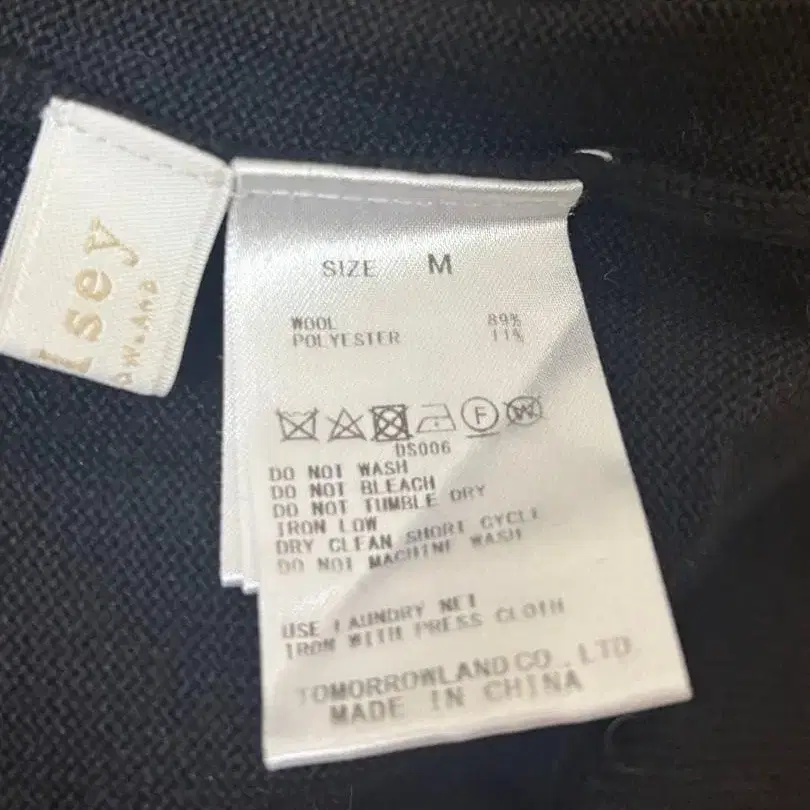 lsey
SIZE M
WOOL 89%
POLYESTER 11%
F W
DS006
DO NOT WASH
DO NOT BLEACH
DO NOT TUMBLE DRY
IRON LOW
DRY CLEAN SHORT CYCLE
DO NOT MACHINE WASH
USE LAUNDRY NET
IRON WITH PRESS CLOTH
TOMORROWLAND CO., LTD
MADE IN CHINA